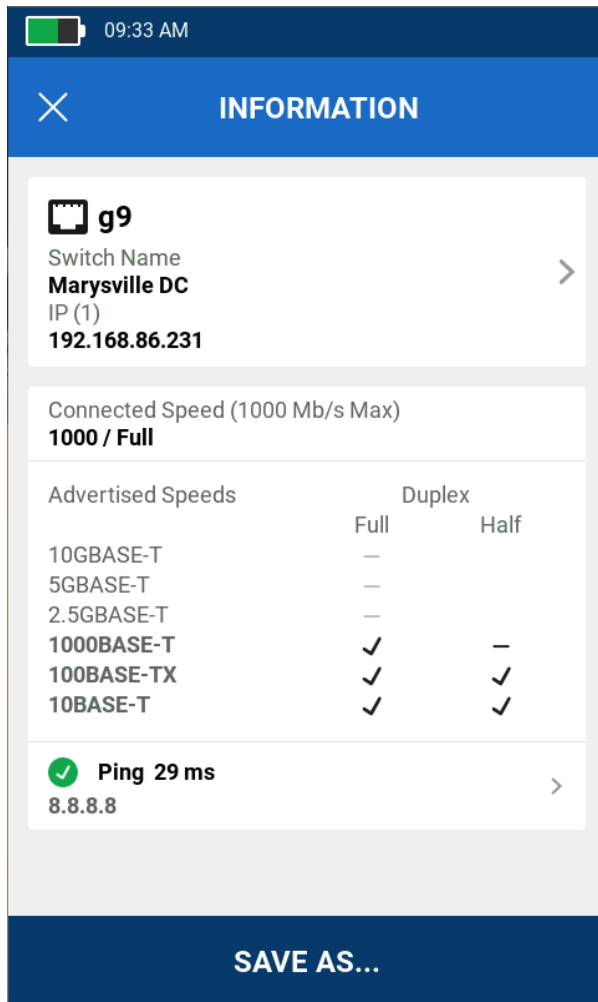 09:33 AM
INFORMATION
g9
Switch Name
Marysville DC
IP (1)
192.168.86.231
Connected Speed (1000 Mb/s Max)
1000 / Full
Advertised Speeds Duplex
Full Half
10GBASE-T –
5GBASE-T –
2.5GBASE-T –
1000BASE-T ✓ –
100BASE-TX ✓ ✓
10BASE-T ✓ ✓
Ping 29 ms
8.8.8.8
SAVE AS...